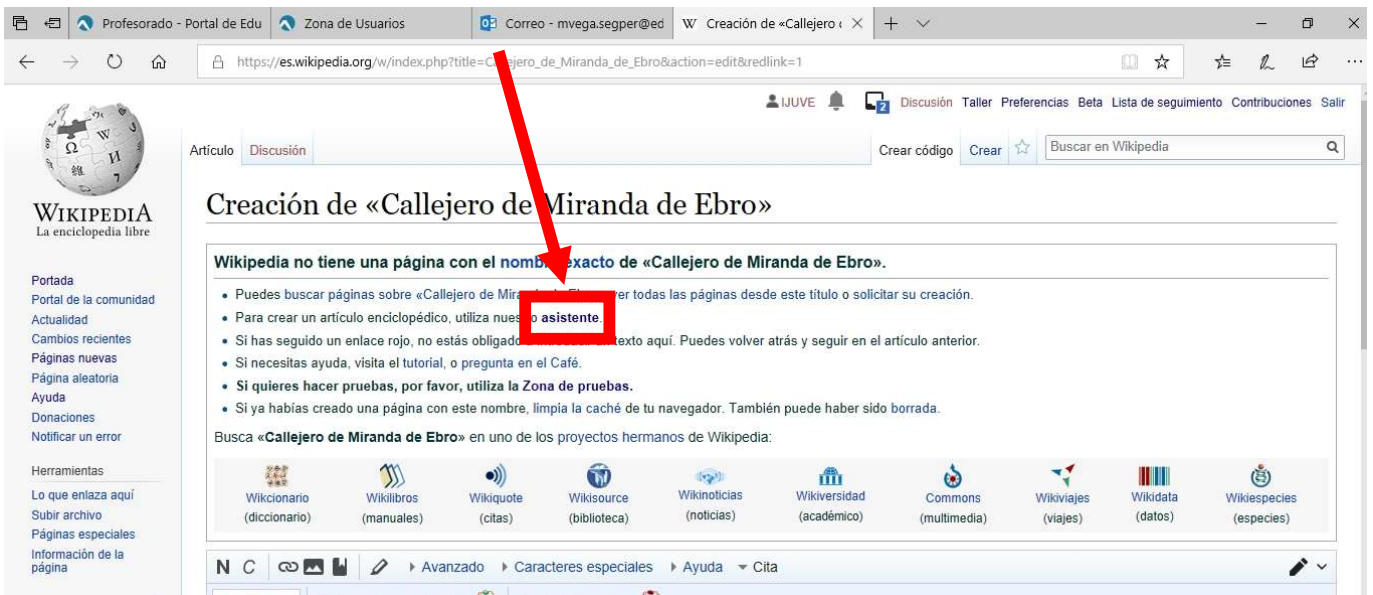 Profesorado - Portal de Edu Zona de Usuarios Correo - mvega.segper@ed W Creación de «Callejero
https://es.wikipedia.org/w/index.php?title=Callejero_de_Miranda_de_Ebro&action=edit&redlink=1
IJUVE 2 Discusión Taller Preferencias Beta Lista de seguimiento Contribuciones Salir
Artículo Discusión Crear código Crear Buscar en Wikipedia
WIKIPEDIA
La enciclopedia libre
Portada
Portal de la comunidad
Actualidad
Cambios recientes
Páginas nuevas
Página aleatoria
Ayuda
Donaciones
Notificar un error
Herramientas
Lo que enlaza aquí
Subir archivo
Páginas especiales
Información de la
página
Creación de «Callejero de Miranda de Ebro»
Wikipedia no tiene una página con el nombre exacto de «Callejero de Miranda de Ebro».
• Puedes buscar páginas sobre «Callejero de Miranda de Ebro», ver todas las páginas desde este título o solicitar su creación.
• Para crear un artículo enciclopédico, utiliza nuestro asistente.
• Si has seguido un enlace rojo, no estás obligado a introducir un texto aquí. Puedes volver atrás y seguir en el artículo anterior.
• Si necesitas ayuda, visita el tutorial, o pregunta en el Café.
• Si quieres hacer pruebas, por favor, utiliza la Zona de pruebas.
• Si ya habías creado una página con este nombre, limpia la caché de tu navegador. También puede haber sido borrada.
Busca «Callejero de Miranda de Ebro» en uno de los proyectos hermanos de Wikipedia:
Wikcionario Wikilibros Wikiquote Wikisource Wikinoticias Wikiversidad Commons Wikiviajes Wikidata Wikiespecies
(diccionario) (manuales) (citas) (biblioteca) (noticias) (académico) (multimedia) (viajes) (datos) (especies)
N C Avanzado Caracteres especiales Ayuda Cita